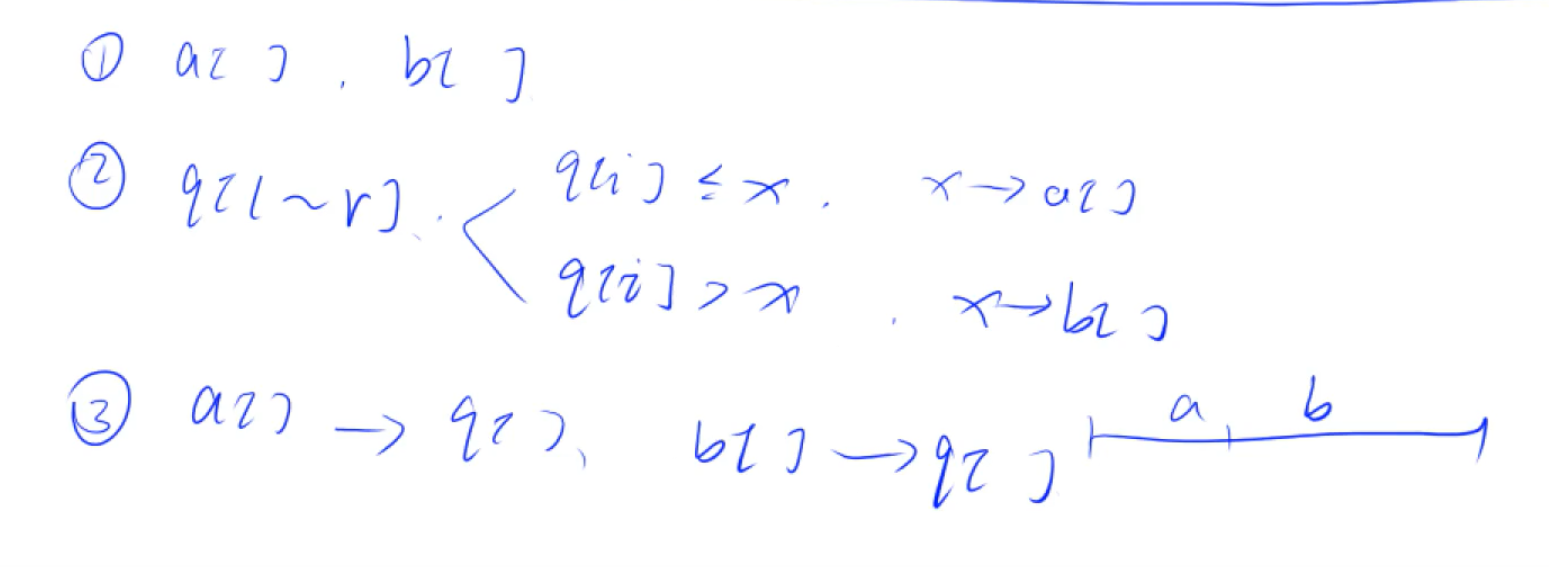 ① a[ ] , b[ ]
② q[l~r] . q[i] ≤ x . x→a[ ]
q[i] > x . x→b[ ]
③ a[ ] → q[ ]、 b[ ] → q[ ] a b